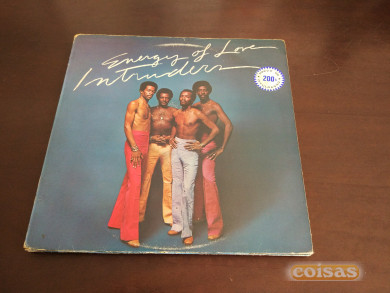 Energy of Love
Intruders
200
coisas